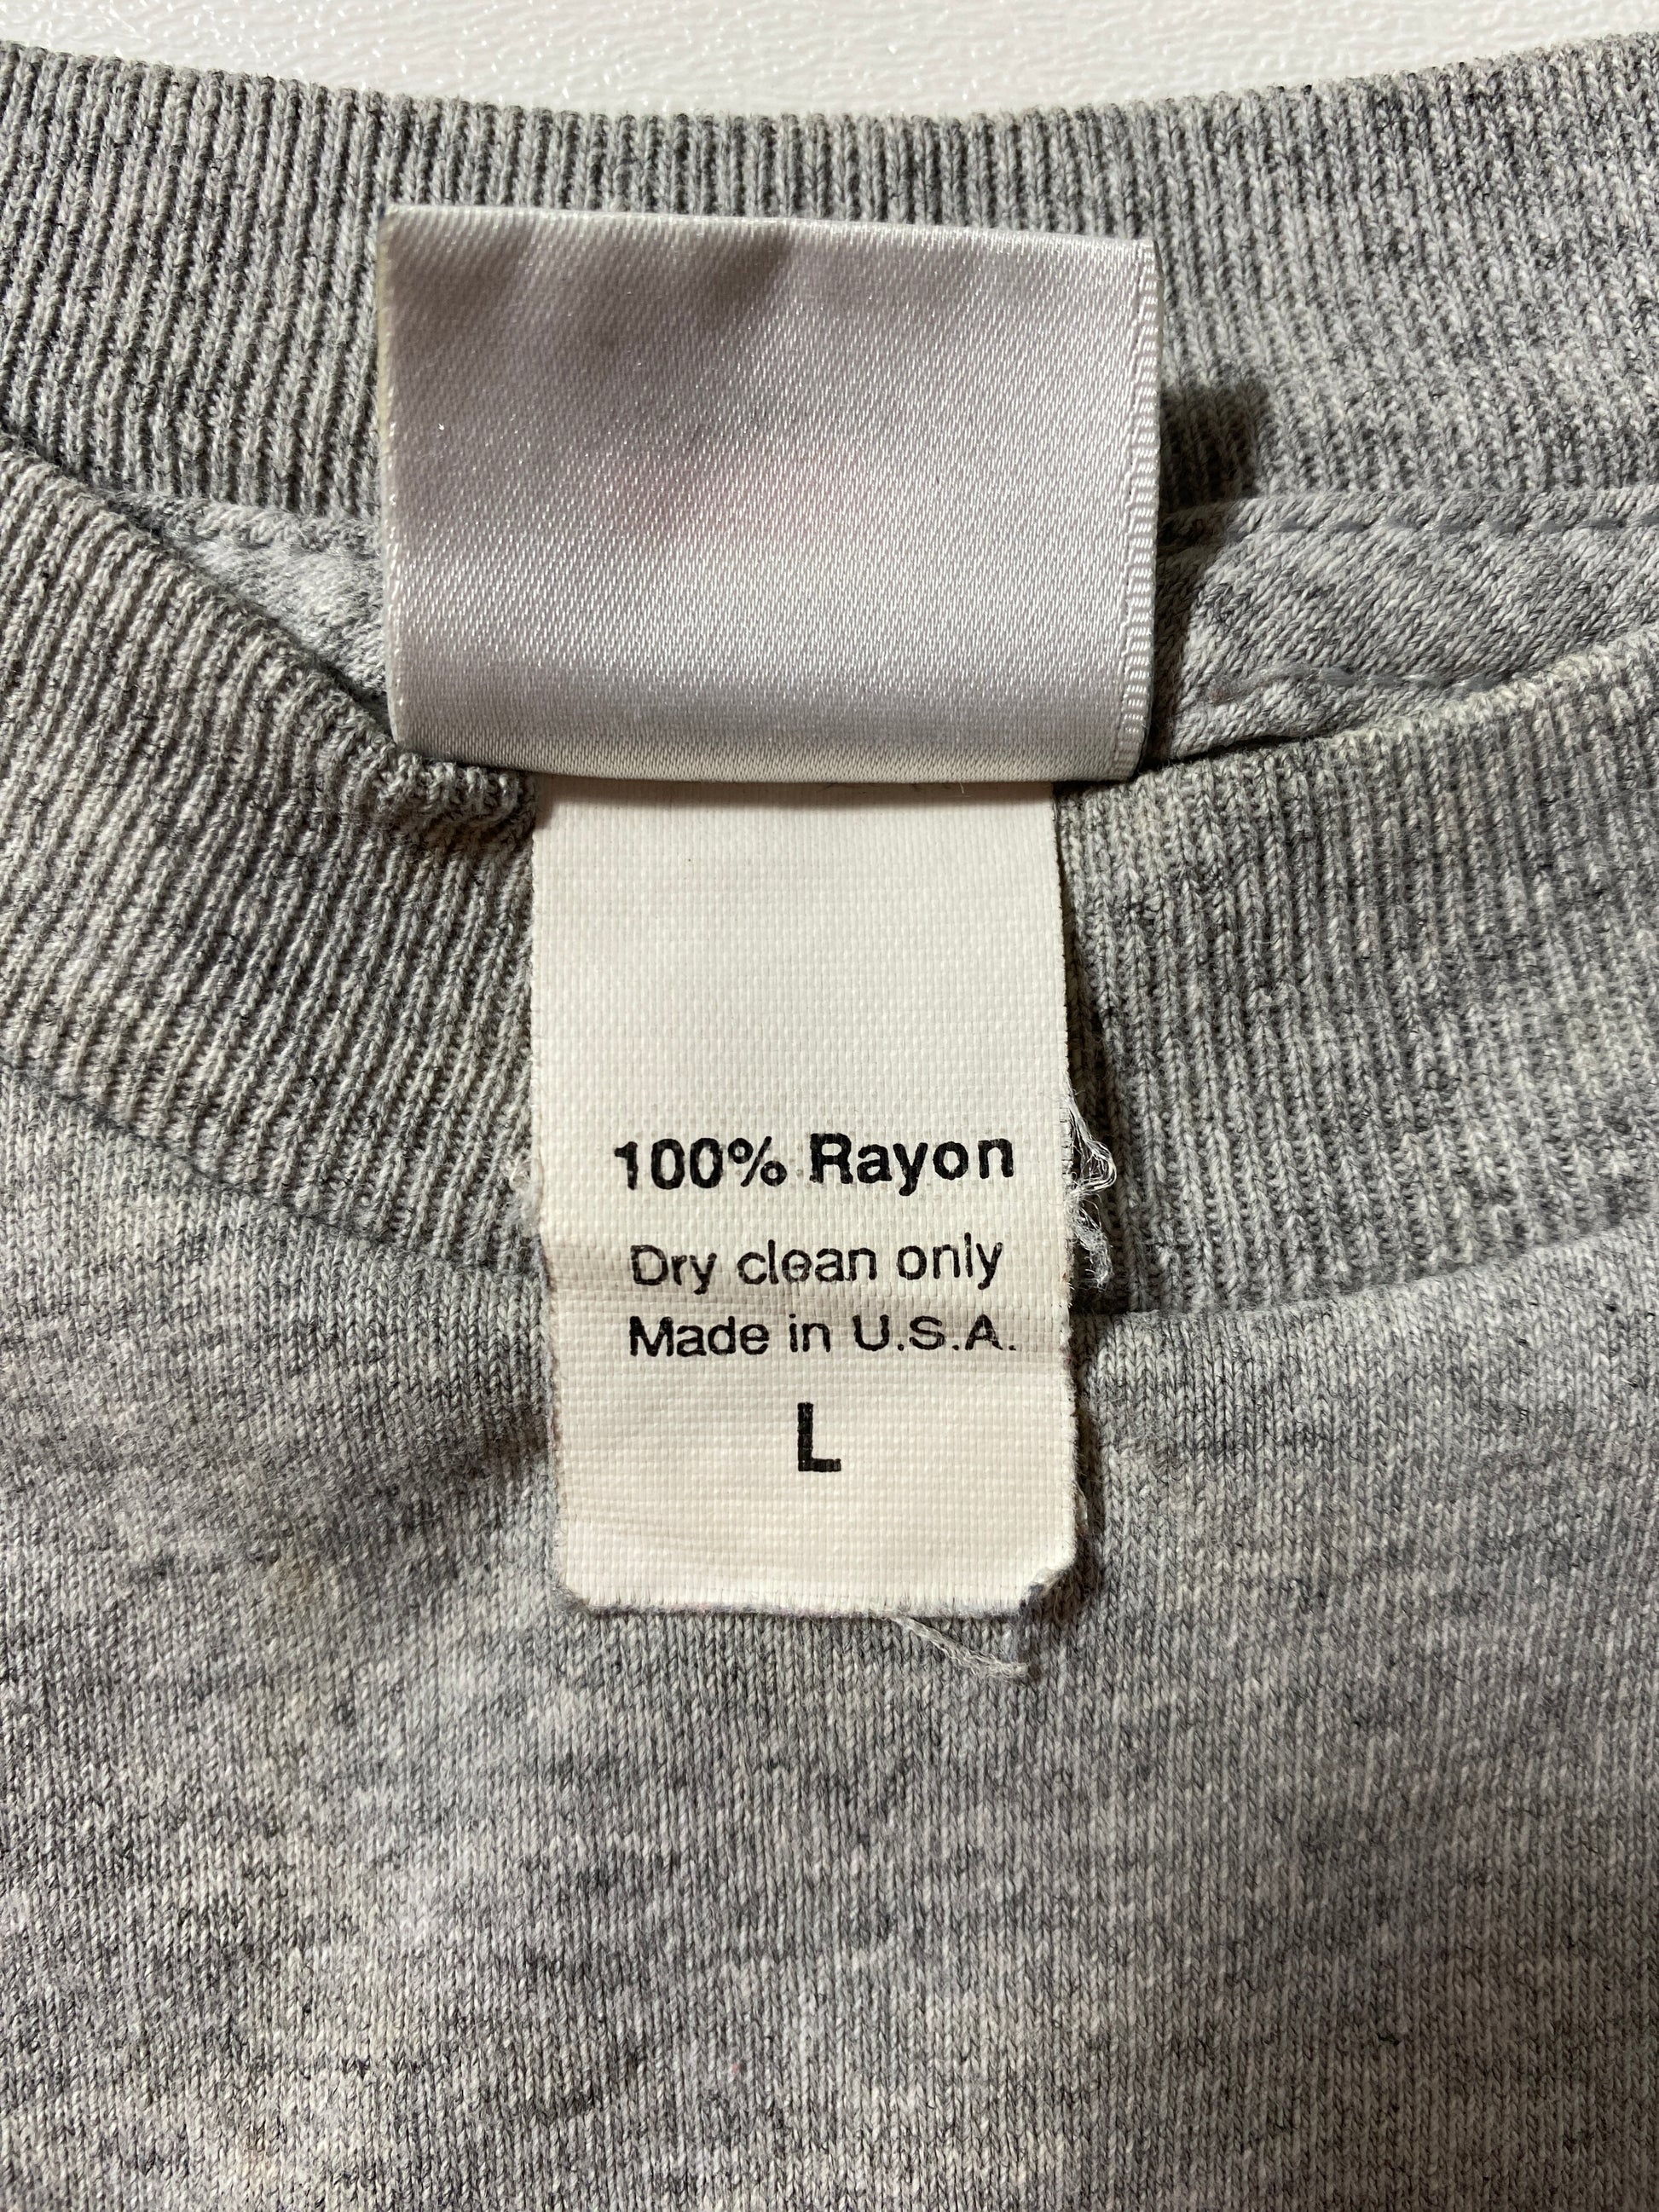 100% Rayon
Dry clean only
Made in U.S.A.
L